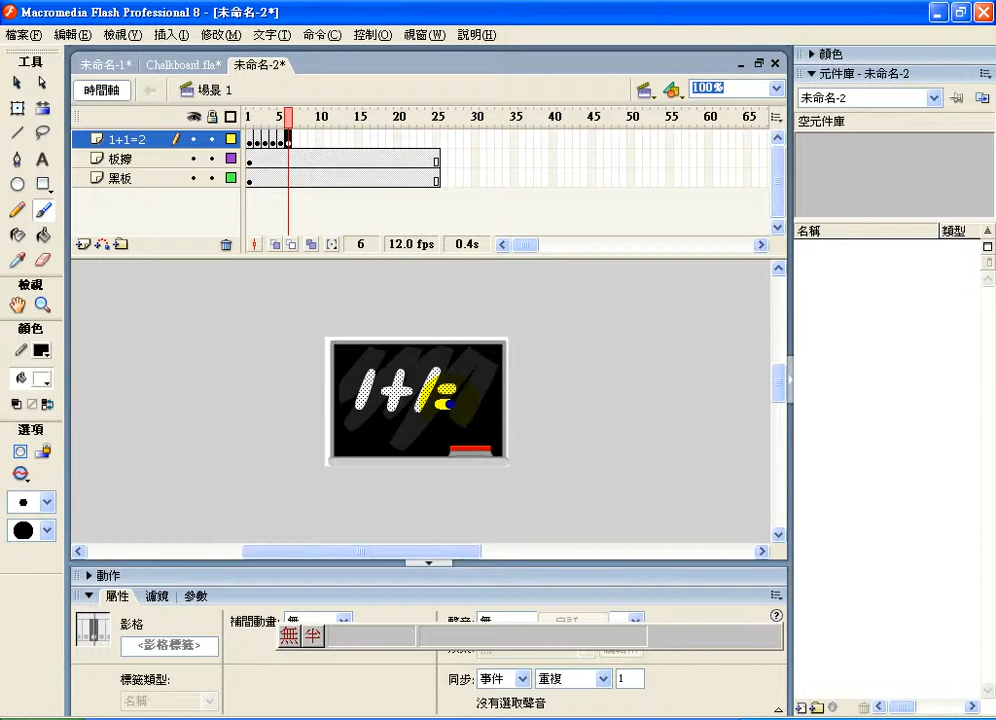 Macromedia Flash Professional 8 - [未命名-2*]
檔案(F) 編輯(E) 檢視(V) 插入(I) 修改(M) 文字(T) 命令(C) 控制(O) 視窗(W) 說明(H)
工具
未命名-1* Chalkboard.fla* 未命名-2*
時間軸 場景 1 100%
1 5 10 15 20 25 30 35 40 45 50 55 60 65
1+1=2
板擦
黑板
6 12.0 fps 0.4s
檢視
顏色
選項
1+1=
顏色
元件庫 - 未命名-2
未命名-2
空元件庫
名稱 類型
動作
屬性 濾鏡 參數
影格
<影格標籤>
標籤類型:
名稱
補間動畫: 無
無 半
聲音: 無
同步: 事件 重複 1
沒有選取聲音